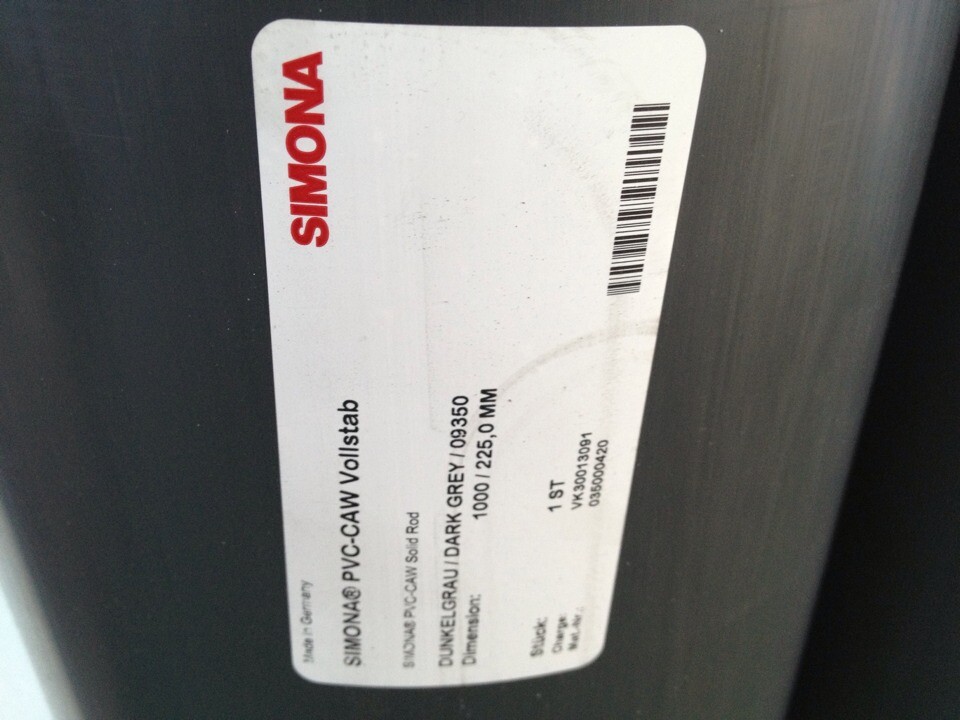 SIMONA
Made in Germany
SIMONA® PVC-CAW Vollstab
SIMONA® PVC-CAW Solid Rod
DUNKELGRAU / DARK GREY / 09350
Dimension: 1000 / 225,0 MM
Stück: 1 ST
Charge: VK30013091
Mat.-Nr.: 035000420